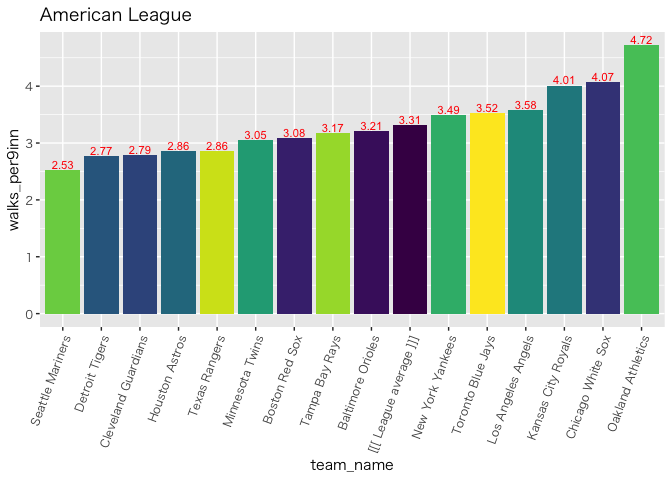 American League
walks_per9inn
4
3
2
1
0
2.53
2.77
2.79
2.86
2.86
3.05
3.08
3.17
3.21
3.31
3.49
3.52
3.58
4.01
4.07
4.72
Seattle Mariners
Detroit Tigers
Cleveland Guardians
Houston Astros
Texas Rangers
Minnesota Twins
Boston Red Sox
Tampa Bay Rays
Baltimore Orioles
[[[ League average ]]]
New York Yankees
Toronto Blue Jays
Los Angeles Angels
Kansas City Royals
Chicago White Sox
Oakland Athletics
team_name